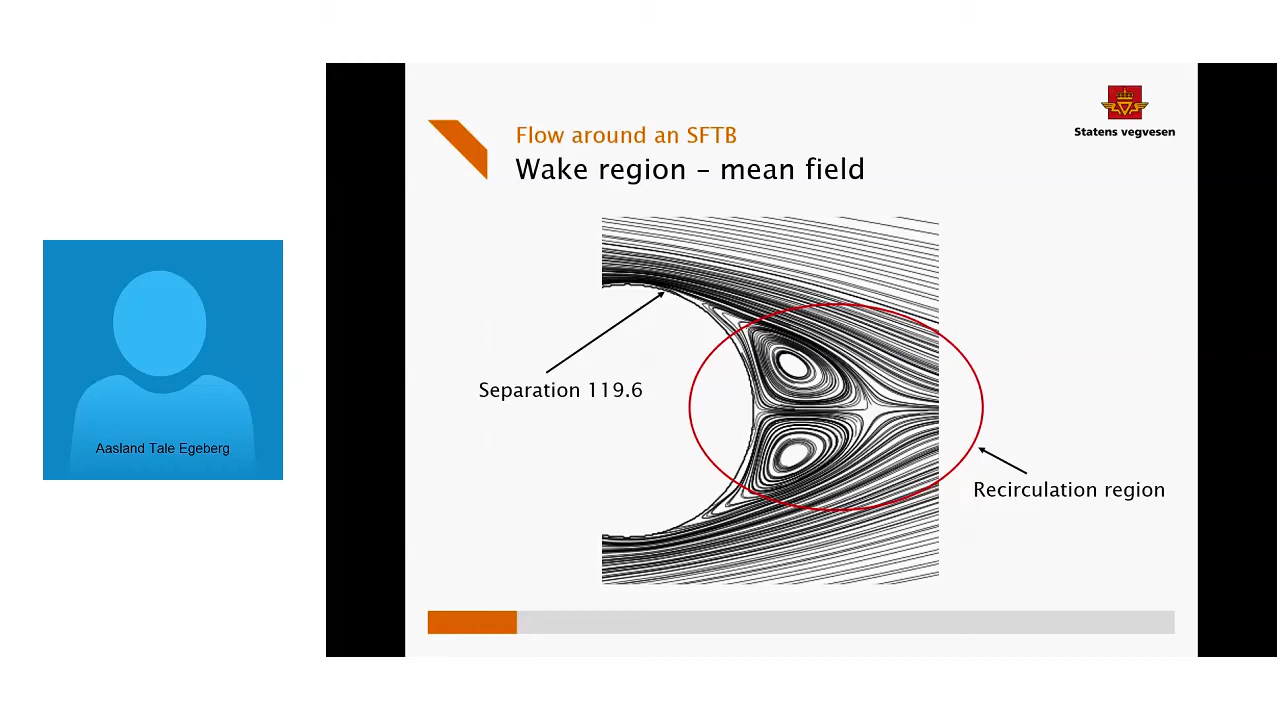 Statens vegvesen
Flow around an SFTB
Wake region – mean field
Separation 119.6
Aasland Tale Egeberg
Recirculation region